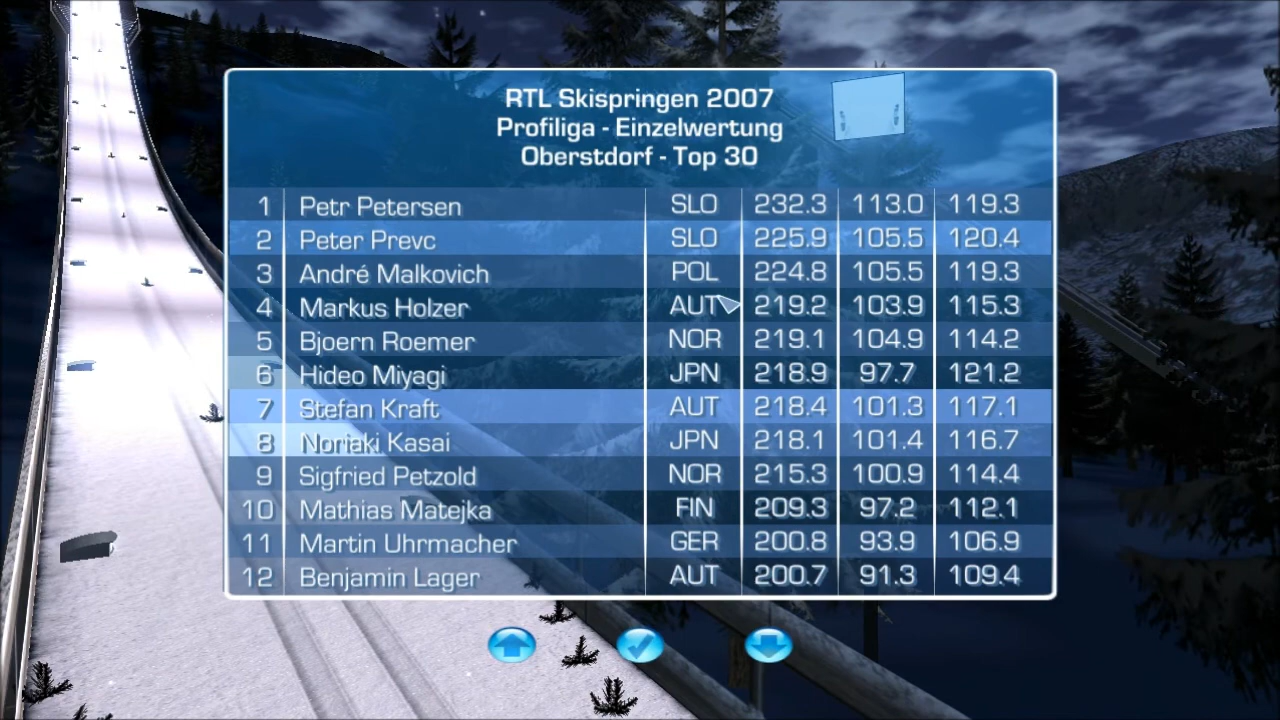 RTL Skispringen 2007
Profiliga - Einzelwertung
Oberstdorf - Top 30
1 Petr Petersen SLO 232.3 113.0 119.3
2 Peter Prevc SLO 225.9 105.5 120.4
3 André Malkovich POL 224.8 105.5 119.3
4 Markus Holzer AUT 219.2 103.9 115.3
5 Bjoern Roemer NOR 219.1 104.9 114.2
6 Hideo Miyagi JPN 218.9 97.7 121.2
7 Stefan Kraft AUT 218.4 101.3 117.1
8 Noriaki Kasai JPN 218.1 101.4 116.7
9 Sigfried Petzold NOR 215.3 100.9 114.4
10 Mathias Matejka FIN 209.3 97.2 112.1
11 Martin Uhrmacher GER 200.8 93.9 106.9
12 Benjamin Lager AUT 200.7 91.3 109.4